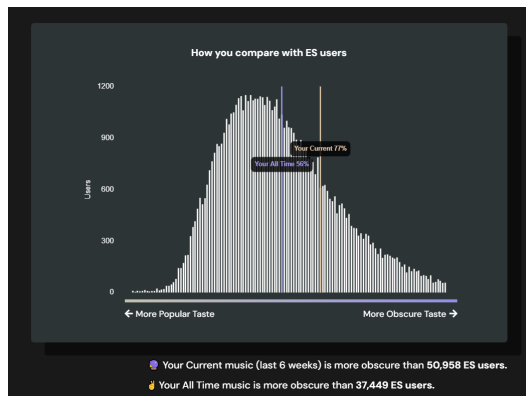 How you compare with ES users
1200
900
600
300
0
Users
Your Current 77%
Your All Time 56%
← More Popular Taste
More Obscure Taste →
🔮 Your Current music (last 6 weeks) is more obscure than 50,958 ES users.
✌️ Your All Time music is more obscure than 37,449 ES users.